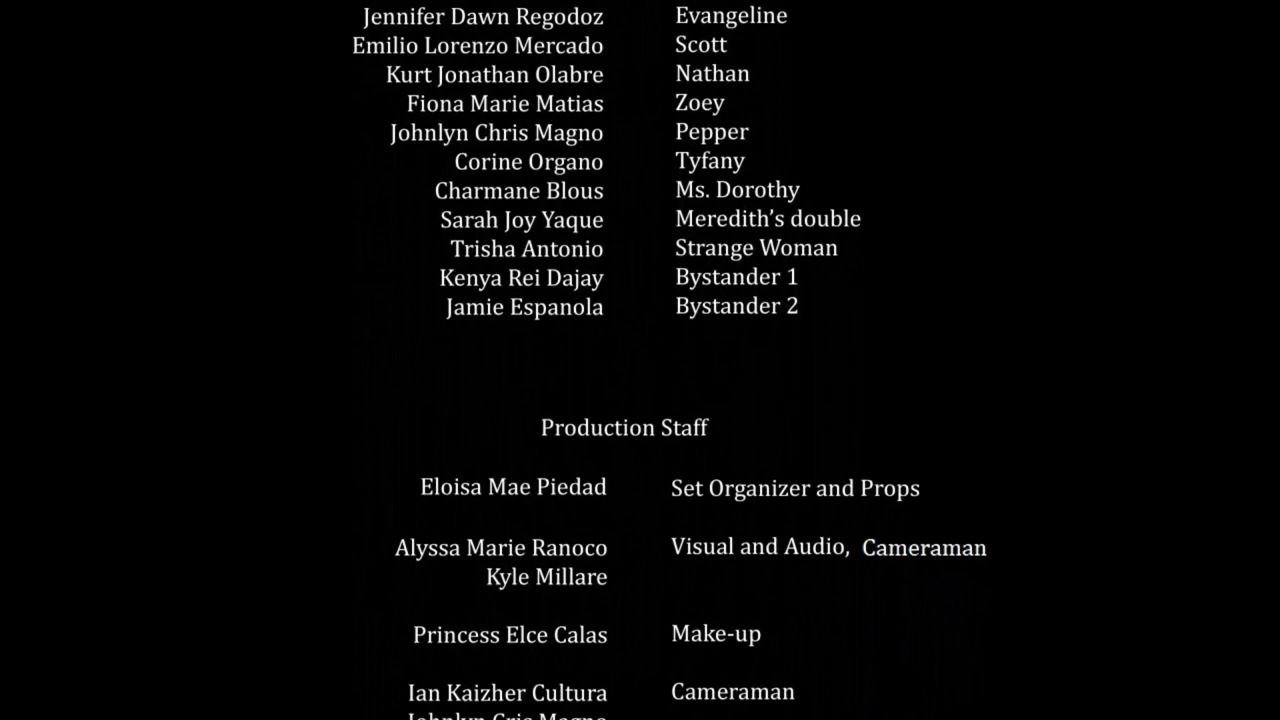 Jennifer Dawn Regodoz Evangeline
Emilio Lorenzo Mercado Scott
Kurt Jonathan Olabre Nathan
Fiona Marie Matias Zoey
Johnlyn Chris Magno Pepper
Corine Organo Tyfany
Charmane Blous Ms. Dorothy
Sarah Joy Yaque Meredith’s double
Trisha Antonio Strange Woman
Kenya Rei Dajay Bystander 1
Jamie Espanola Bystander 2
Production Staff
Eloisa Mae Piedad Set Organizer and Props
Alyssa Marie Ranoco Visual and Audio, Cameraman
Kyle Millare
Princess Elce Calas Make-up
Ian Kaizher Cultura Cameraman
Johnlyn Cris Magno